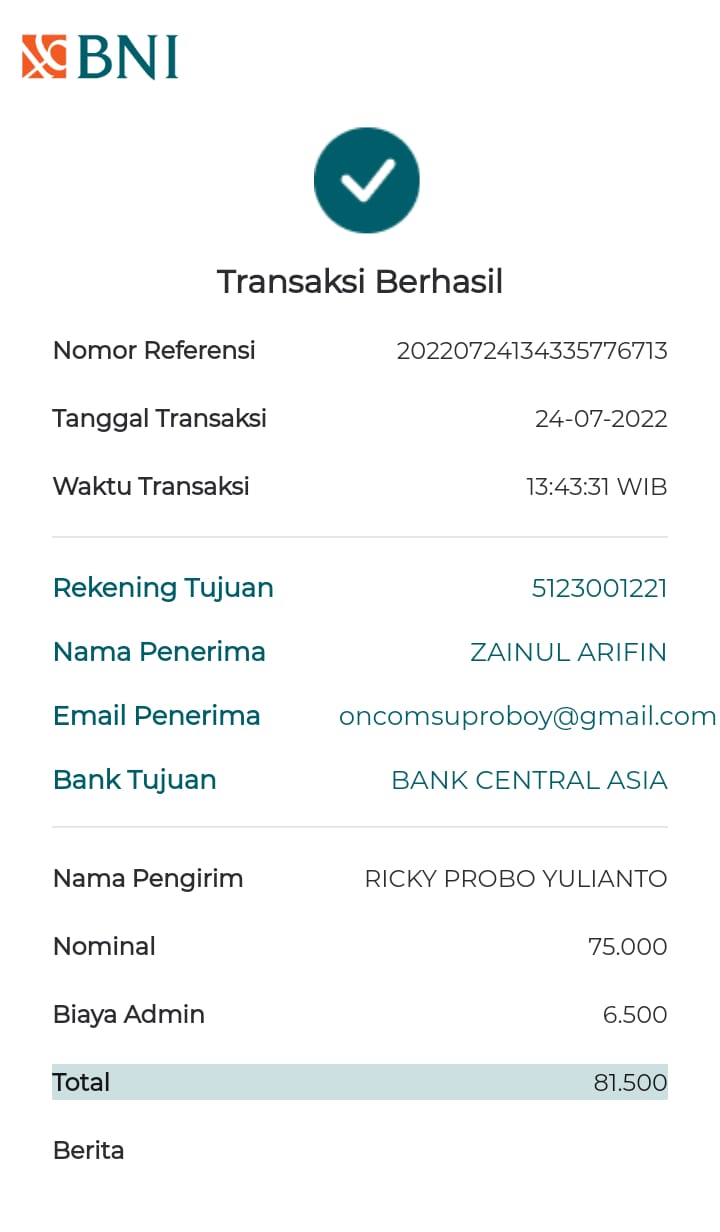 BNI
Transaksi Berhasil
Nomor Referensi 20220724134335776713
Tanggal Transaksi 24-07-2022
Waktu Transaksi 13:43:31 WIB
Rekening Tujuan 5123001221
Nama Penerima ZAINUL ARIFIN
Email Penerima oncomsuproboy@gmail.com
Bank Tujuan BANK CENTRAL ASIA
Nama Pengirim RICKY PROBO YULIANTO
Nominal 75.000
Biaya Admin 6.500
Total 81.500
Berita